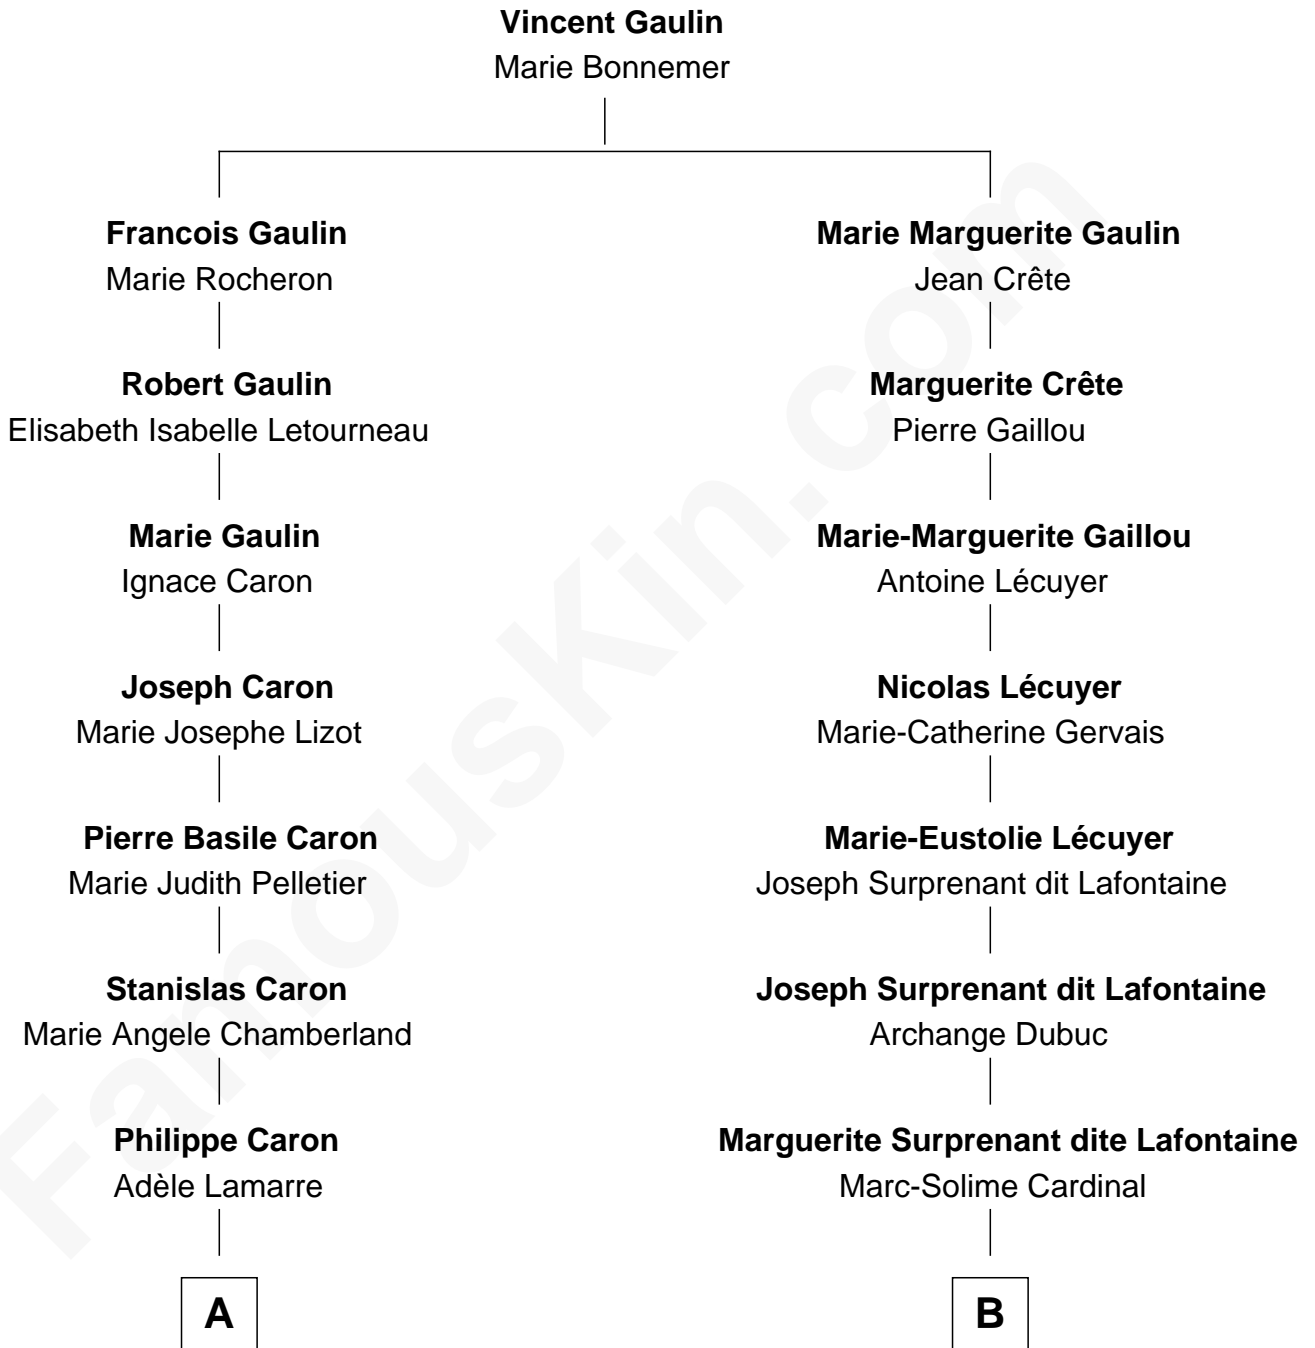 Vincent Gaulin
Marie Bonnemer
Francois Gaulin
Marie Rocheron
Marie Marguerite Gaulin
Jean Crête
Robert Gaulin
Elisabeth Isabelle Letourneau
Marguerite Crête
Pierre Gaillou
Marie Gaulin
Ignace Caron
Marie-Marguerite Gaillou
Antoine Lécuyer
Joseph Caron
Marie Josephe Lizot
Nicolas Lécuyer
Marie-Catherine Gervais
Pierre Basile Caron
Marie Judith Pelletier
Marie-Eustolie Lécuyer
Joseph Surprenant dit Lafontaine
Stanislas Caron
Marie Angele Chamberland
Joseph Surprenant dit Lafontaine
Archange Dubuc
Philippe Caron
Adèle Lamarre
Marguerite Surprenant dite Lafontaine
Marc-Solime Cardinal
A
B
FamousKin.com